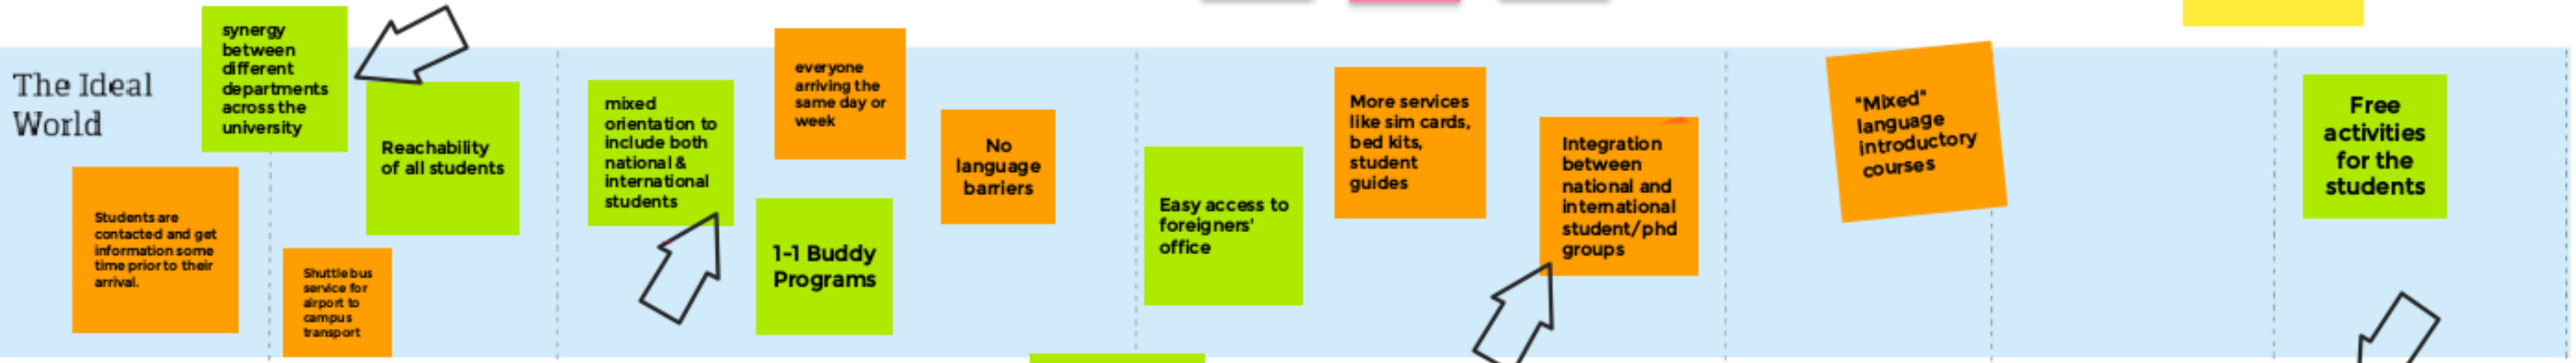 The Ideal
World
synergy
between
different
departments
across the
university
Students are
contacted and get
information some
time prior to their
arrival.
Reachability
of all students
Shuttle bus
service for
airport to
campus
transport
mixed
orientation to
include both
national &
international
students
everyone
arriving the
same day or
week
1-1 Buddy
Programs
No
language
barriers
Easy access to
foreigners'
office
More services
like sim cards,
bed kits,
student
guides
Integration
between
national and
international
student/phd
groups
"Mixed"
language
introductory
courses
Free
activities
for the
students